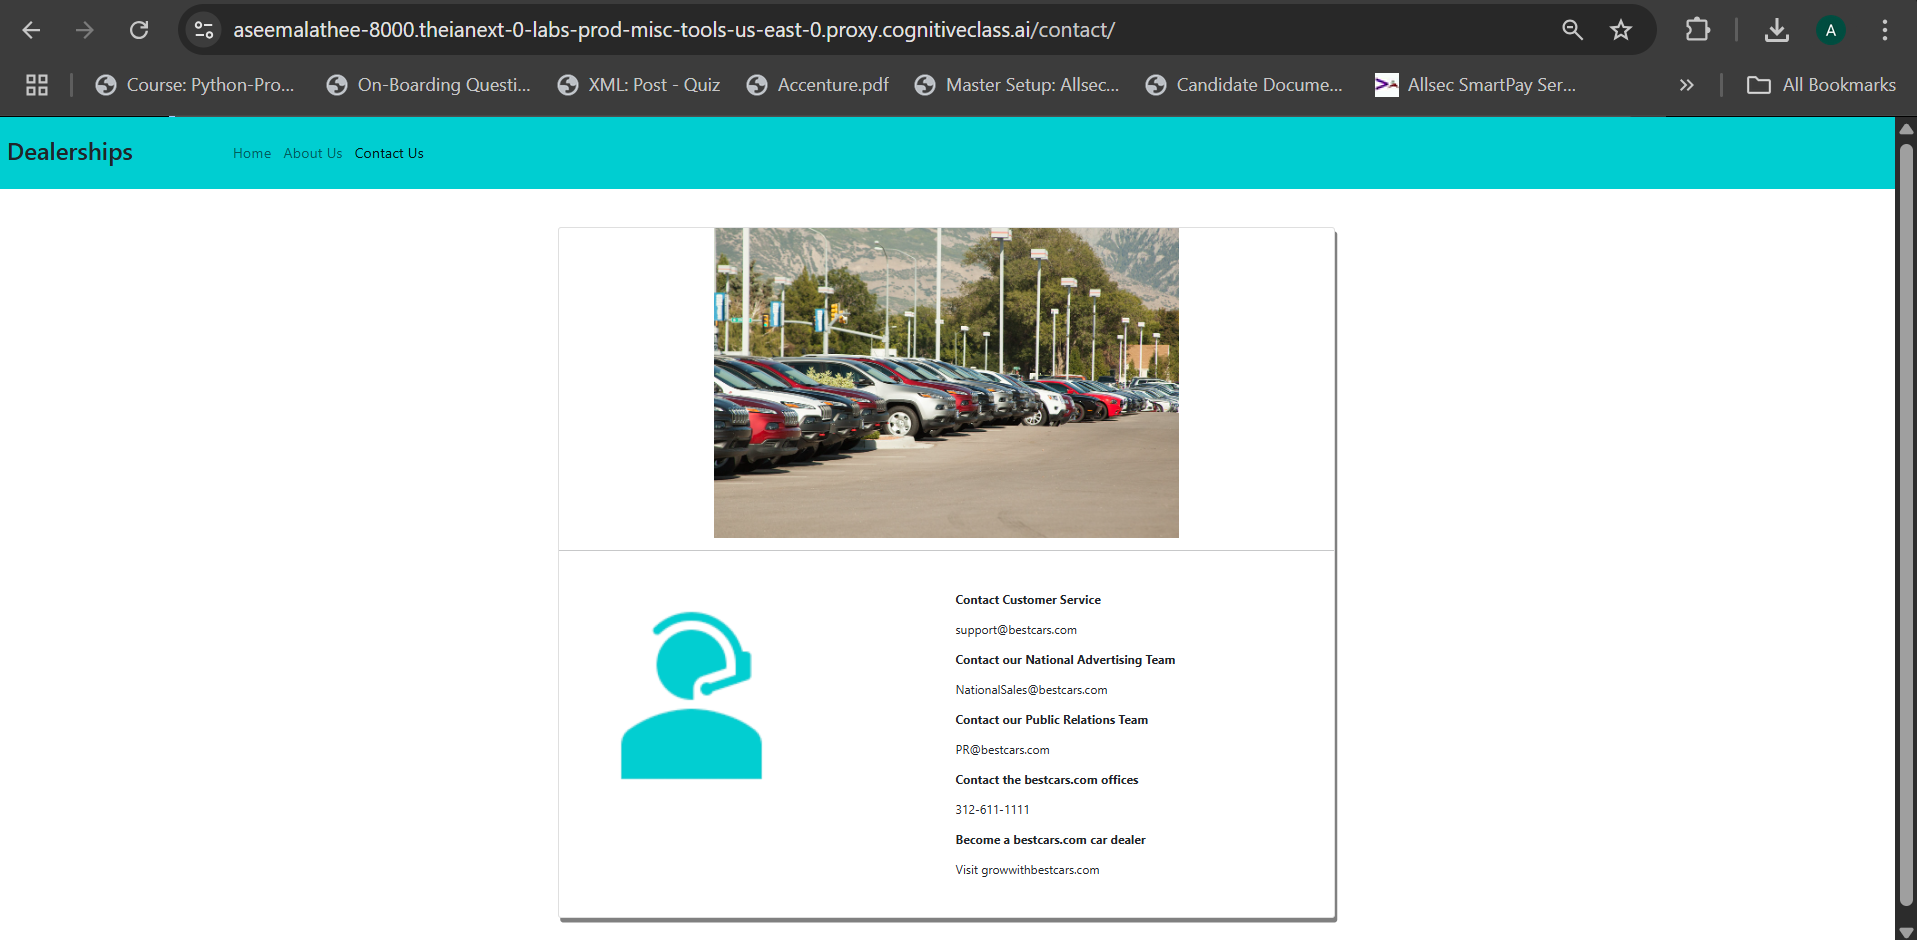 aseemalathee-8000.theianext-0-labs-prod-misc-tools-us-east-0.proxy.cognitiveclass.ai/contact/
A
Course: Python-Pro...
On-Boarding Questi...
XML: Post - Quiz
Accenture.pdf
Master Setup: Allsec...
Candidate Docume...
Allsec SmartPay Ser...
All Bookmarks
Dealerships
Home
About Us
Contact Us
Contact Customer Service
support@bestcars.com
Contact our National Advertising Team
NationalSales@bestcars.com
Contact our Public Relations Team
PR@bestcars.com
Contact the bestcars.com offices
312-611-1111
Become a bestcars.com car dealer
Visit growwithbestcars.com